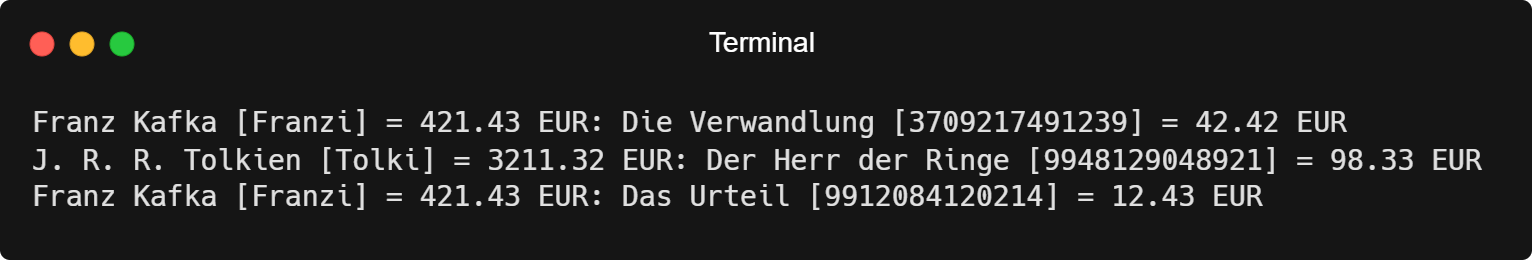 Terminal
Franz Kafka [Franzi] = 421.43 EUR: Die Verwandlung [3709217491239] = 42.42 EUR
J. R. R. Tolkien [Tolki] = 3211.32 EUR: Der Herr der Ringe [9948129048921] = 98.33 EUR
Franz Kafka [Franzi] = 421.43 EUR: Das Urteil [9912084120214] = 12.43 EUR